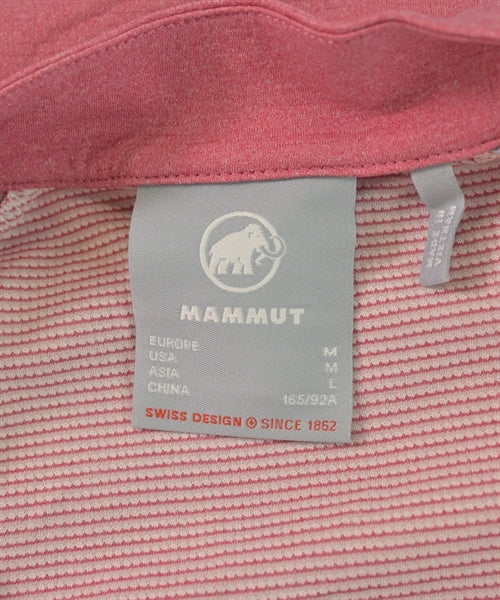 MAMMUT
EUROPE M
USA M
ASIA L
CHINA 165/92A
SWISS DESIGN SINCE 1862